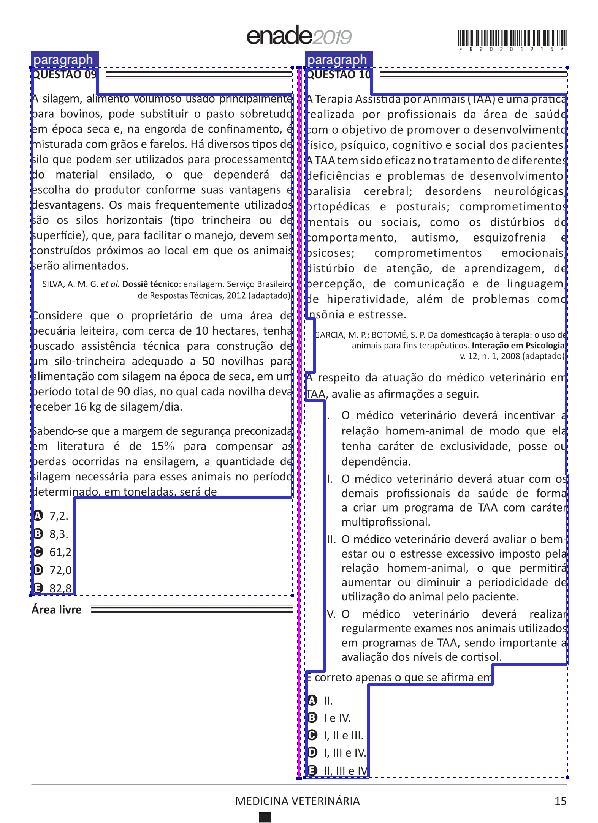 enade2019
paragraph
QUESTÃO 09
A silagem, alimento volumoso usado principalmente
para bovinos, pode substituir o pasto sobretudo
em época seca e, na engorda de confinamento, é
misturada com grãos e farelos. Há diversos tipos de
silo que podem ser utilizados para processamento
do material ensilado, o que dependerá da
escolha do produtor conforme suas vantagens e
desvantagens. Os mais frequentemente utilizados
são os silos horizontais (tipo trincheira ou de
superfície), que, para facilitar o manejo, devem ser
construídos próximos ao local em que os animais
serão alimentados.
SILVA, A. M. G. et al. Dossiê técnico: ensilagem. Serviço Brasileiro
de Respostas Técnicas, 2012 (adaptado).
Considere que o proprietário de uma área de
pecuária leiteira, com cerca de 10 hectares, tenha
buscado assistência técnica para construção de
um silo-trincheira adequado a 50 novilhas para
alimentação com silagem na época de seca, em um
período total de 90 dias, no qual cada novilha deva
receber 16 kg de silagem/dia.
Sabendo-se que a margem de segurança preconizada
em literatura é de 15% para compensar as
perdas ocorridas na ensilagem, a quantidade de
silagem necessária para esses animais no período
determinado, em toneladas, será de
A 7,2.
B 8,3.
C 61,2
D 72,0
E 82,8
Área livre
paragraph
QUESTÃO 10
A Terapia Assistida por Animais (TAA) é uma prática
realizada por profissionais da área de saúde
com o objetivo de promover o desenvolvimento
físico, psíquico, cognitivo e social dos pacientes.
A TAA tem sido eficaz no tratamento de diferentes
deficiências e problemas de desenvolvimento:
paralisia cerebral; desordens neurológicas,
ortopédicas e posturais; comprometimentos
mentais ou sociais, como os distúrbios de
comportamento, autismo, esquizofrenia e
psicoses; comprometimentos emocionais,
distúrbio de atenção, de aprendizagem, de
percepção, de comunicação e de linguagem,
de hiperatividade, além de problemas como
insônia e estresse.
GARCIA, M. P.; BOTOMÉ, S. P. Da domesticação à terapia: o uso de
animais para fins terapêuticos. Interação em Psicologia,
v. 12, n. 1, 2008 (adaptado).
A respeito da atuação do médico veterinário em
TAA, avalie as afirmações a seguir.
I. O médico veterinário deverá incentivar a
relação homem-animal de modo que ela
tenha caráter de exclusividade, posse ou
dependência.
II. O médico veterinário deverá atuar com os
demais profissionais da saúde de forma
a criar um programa de TAA com caráter
multiprofissional.
III. O médico veterinário deverá avaliar o bem-
estar ou o estresse excessivo imposto pela
relação homem-animal, o que permitirá
aumentar ou diminuir a periodicidade de
utilização do animal pelo paciente.
IV. O médico veterinário deverá realizar
regularmente exames nos animais utilizados
em programas de TAA, sendo importante a
avaliação dos níveis de cortisol.
É correto apenas o que se afirma em
A II.
B I e IV.
C I, II e III.
D I, III e IV.
E II, III e IV
MEDICINA VETERINÁRIA
15